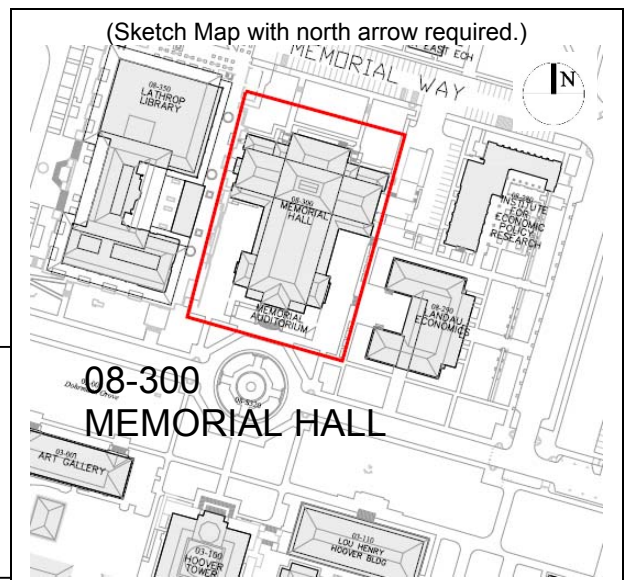 (Sketch Map with north arrow required.)
EAST ECH
MEMORIAL WAY
N
08-350
LATHROP
LIBRARY
08-300
MEMORIAL
HALL
INSTITUTE
FOR
ECONOMIC
POLICY
RESEARCH
MEMORIAL
AUDITORIUM
LANDAU
ECONOMICS
08-300
MEMORIAL HALL
ART GALLERY
03-100
HOOVER
TOWER
03-110
LOU HENRY
HOOVER BLDG